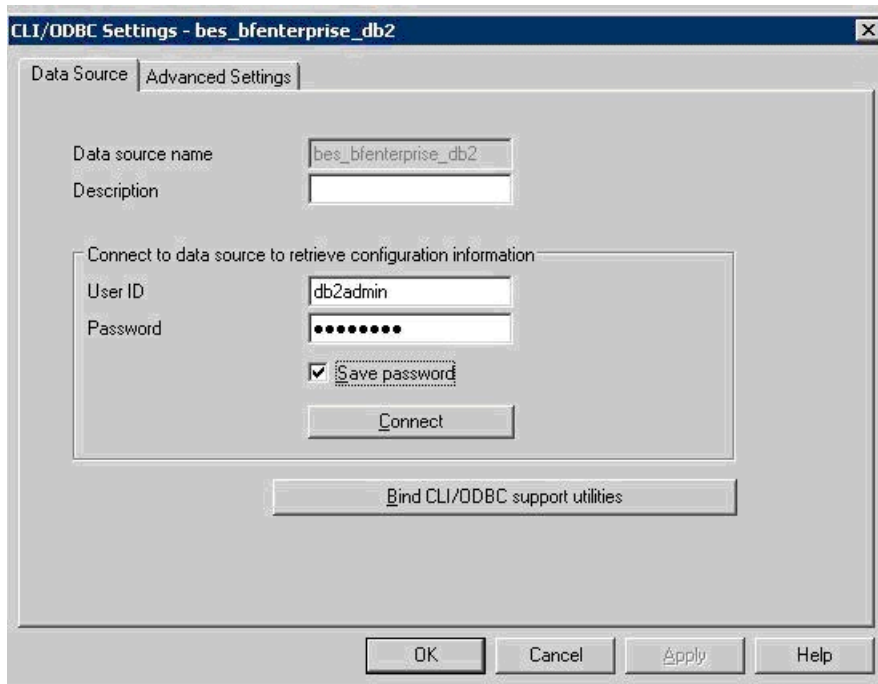 CLI/ODBC Settings - bes_bfenterprise_db2
Data Source Advanced Settings
Data source name bes_bfenterprise_db2
Description
Connect to data source to retrieve configuration information
User ID db2admin
Password ●●●●●●●●
Save password
Connect
Bind CLI/ODBC support utilities
OK Cancel Apply Help